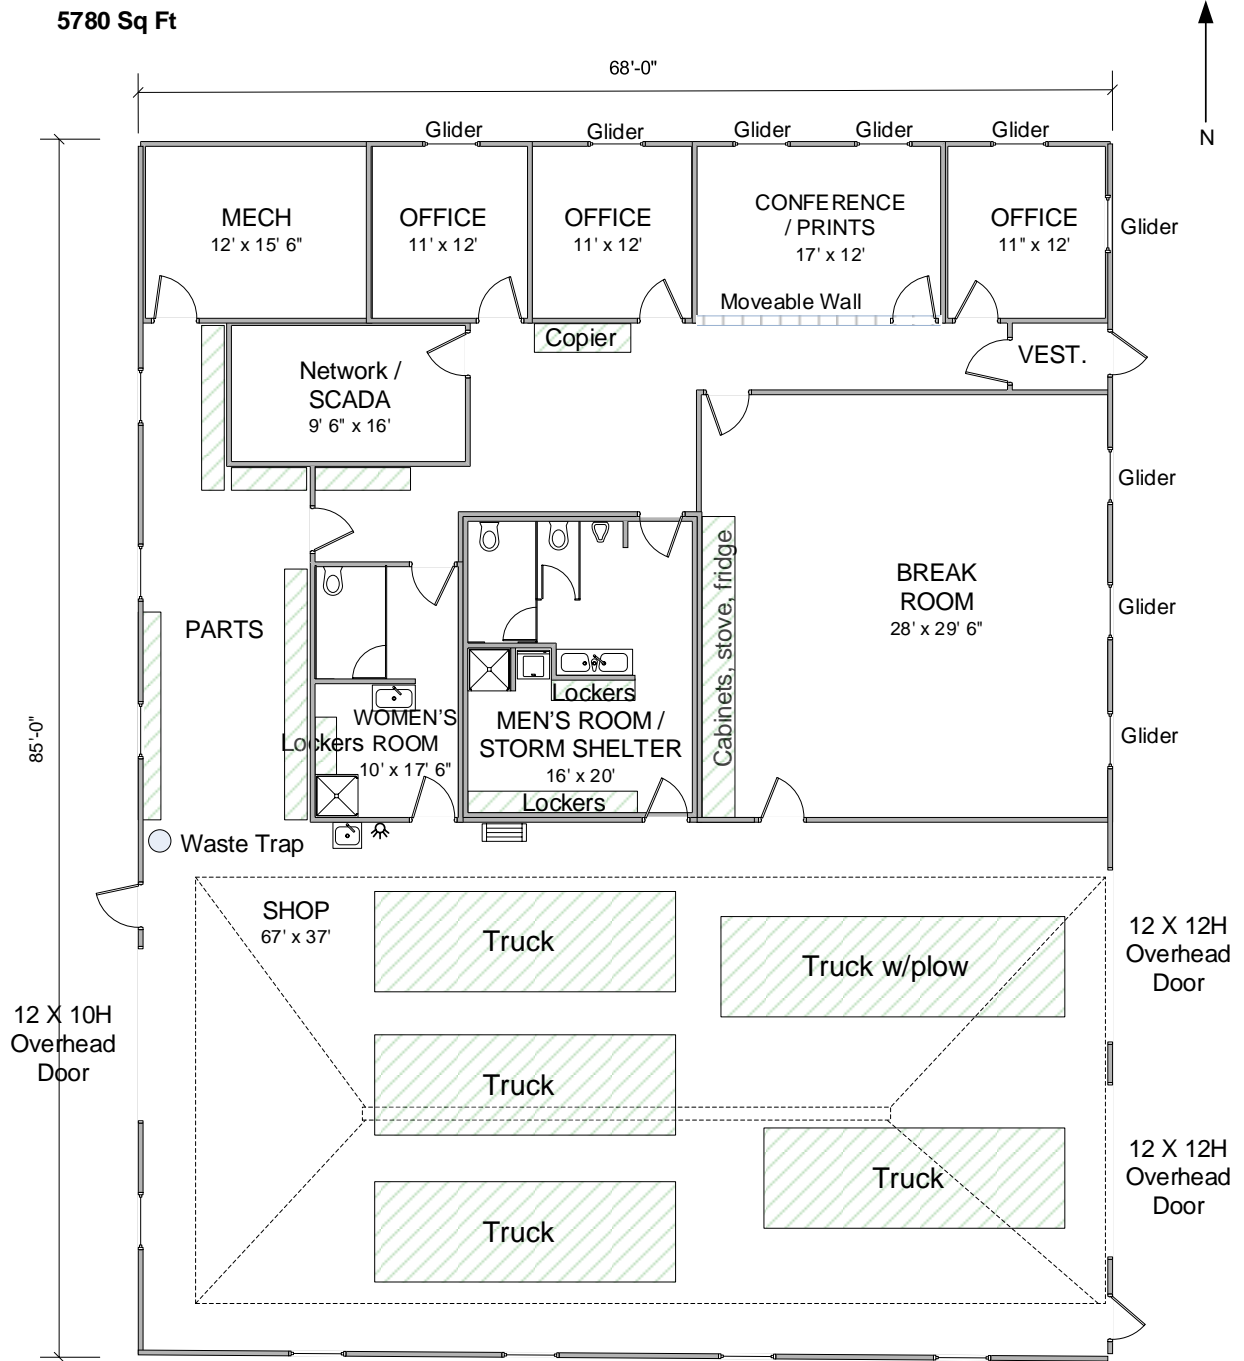 5780 Sq Ft
68'-0"
N
Glider
Glider
Glider
Glider
Glider
MECH
12' x 15' 6"
OFFICE
11' x 12'
OFFICE
11' x 12'
CONFERENCE
/ PRINTS
17' x 12'
OFFICE
11" x 12'
Glider
Moveable Wall
Copier
VEST.
Network /
SCADA
9' 6" x 16'
Glider
Cabinets, stove, fridge
BREAK
ROOM
28' x 29' 6"
Glider
PARTS
85'-0"
Lockers
WOMEN'S
ROOM
10' x 17' 6"
Lockers
MEN'S ROOM /
STORM SHELTER
16' x 20'
Lockers
Glider
Waste Trap
SHOP
67' x 37'
Truck
Truck w/plow
12 X 12H
Overhead
Door
12 X 10H
Overhead
Door
Truck
Truck
12 X 12H
Overhead
Door
Truck